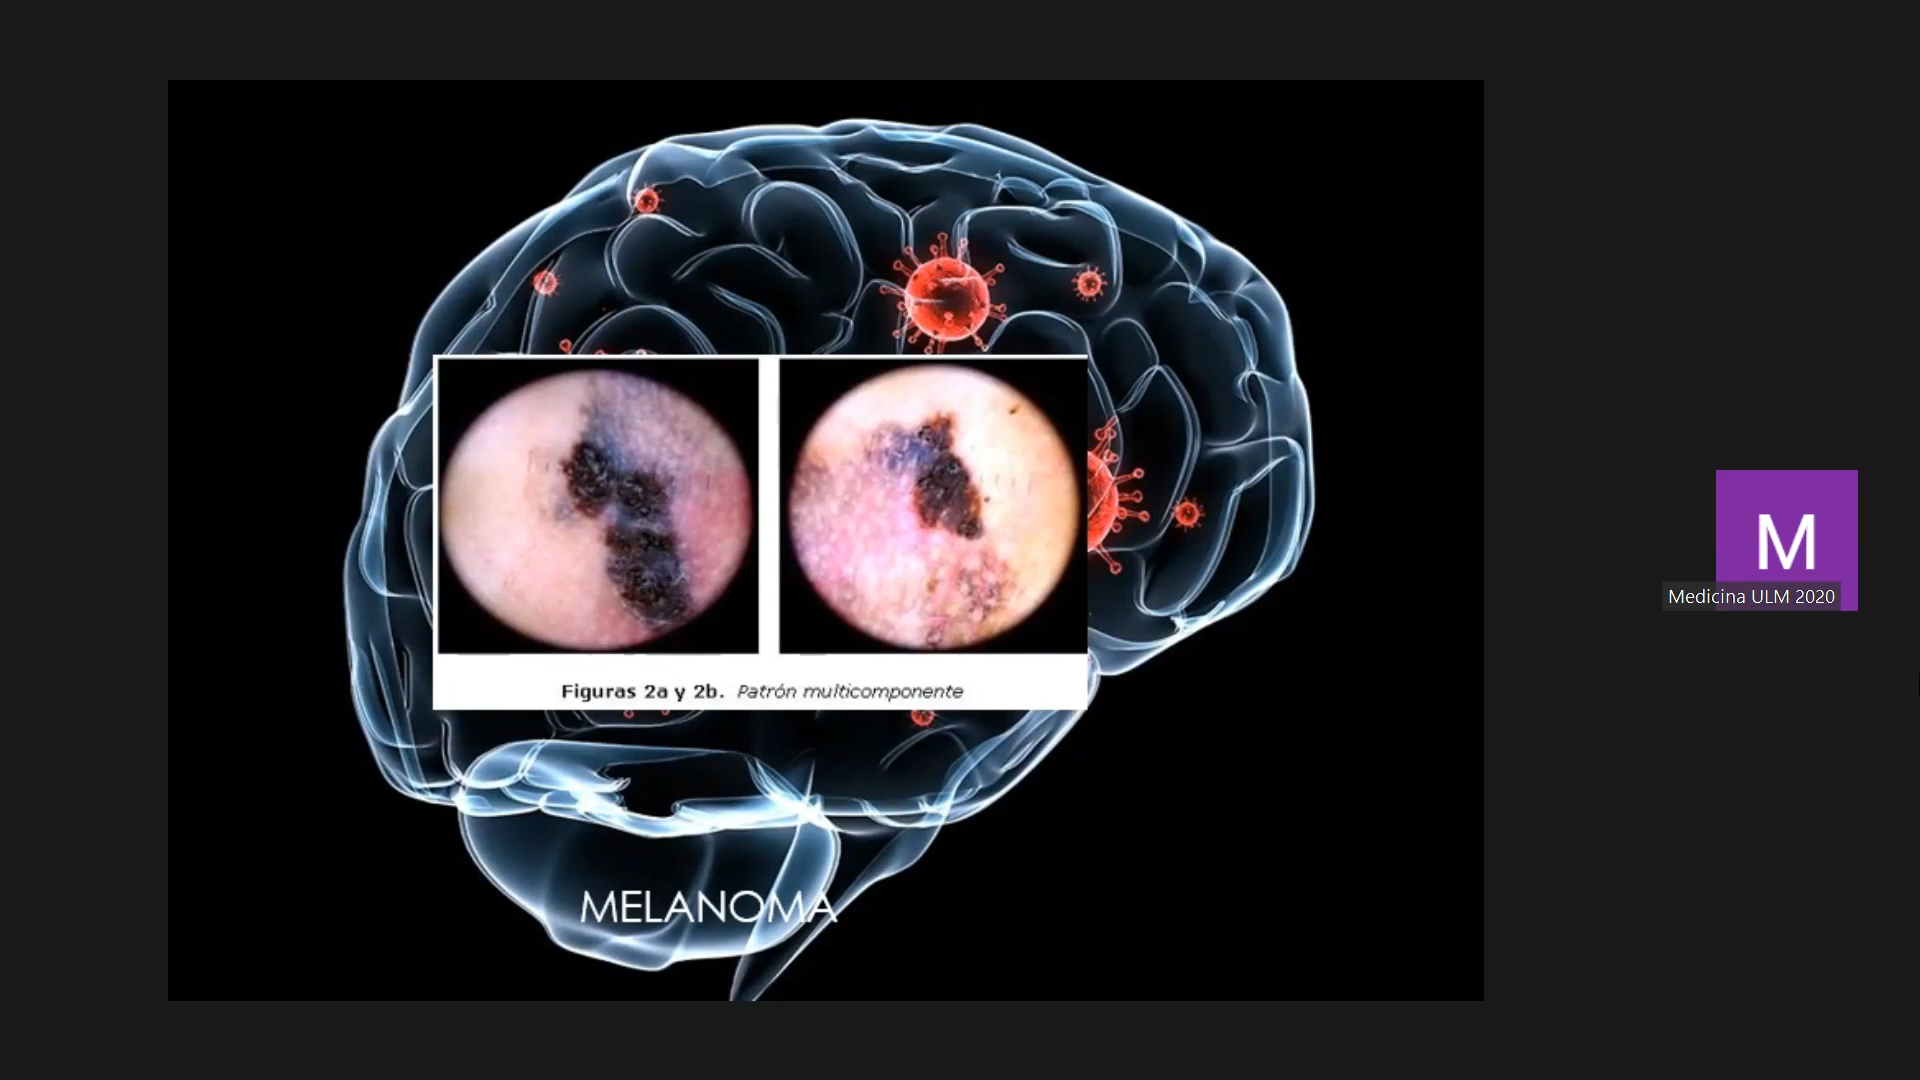 Figuras 2a y 2b. Patrón multicomponente
MELANOMA
M
Medicina ULM 2020